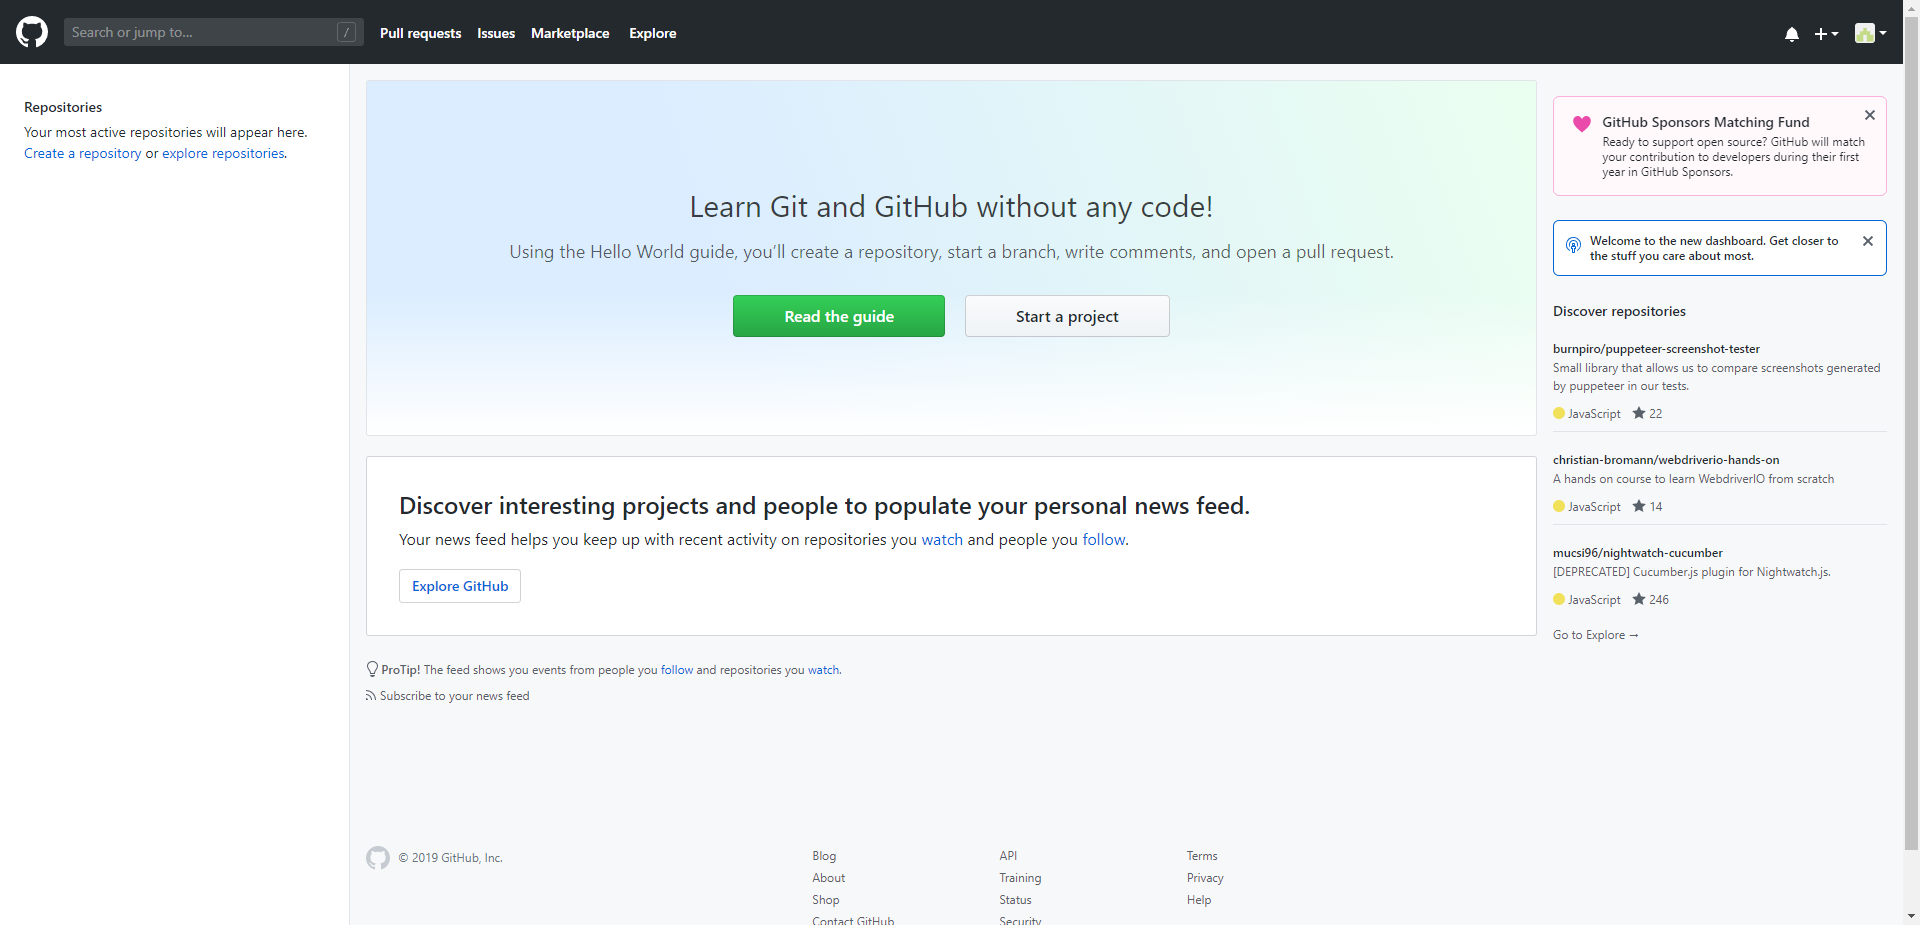 Search or jump to...
/
Pull requests
Issues
Marketplace
Explore
Repositories
Your most active repositories will appear here.
Create a repository or explore repositories.
Learn Git and GitHub without any code!
Using the Hello World guide, you’ll create a repository, start a branch, write comments, and open a pull request.
Read the guide
Start a project
Discover interesting projects and people to populate your personal news feed.
Your news feed helps you keep up with recent activity on repositories you watch and people you follow.
Explore GitHub
ProTip! The feed shows you events from people you follow and repositories you watch.
Subscribe to your news feed
GitHub Sponsors Matching Fund
Ready to support open source? GitHub will match
your contribution to developers during their first
year in GitHub Sponsors.
Welcome to the new dashboard. Get closer to
the stuff you care about most.
Discover repositories
burnpiro/puppeteer-screenshot-tester
Small library that allows us to compare screenshots generated
by puppeteer in our tests.
JavaScript 22
christian-bromann/webdriverio-hands-on
A hands on course to learn WebdriverIO from scratch
JavaScript 14
mucsi96/nightwatch-cucumber
[DEPRECATED] Cucumber.js plugin for Nightwatch.js.
JavaScript 246
Go to Explore →
© 2019 GitHub, Inc.
Blog
About
Shop
Contact GitHub
API
Training
Status
Security
Terms
Privacy
Help